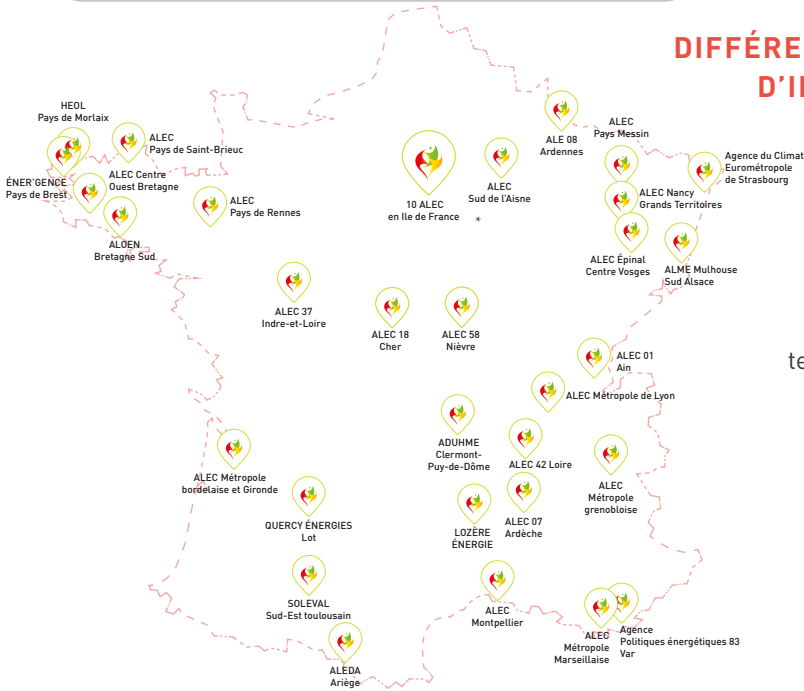 DIFFÉRE
D'II
HEOL
Pays de Morlaix
ALEC
Pays de Saint-Brieuc
ÉNER'GENCE
Pays de Brest
ALEC Centre
Ouest Bretagne
ALOEN
Bretagne Sud
ALEC
Pays de Rennes
10 ALEC
en Ile de France
*
ALEC
Sud de l'Aisne
ALE 08
Ardennes
ALEC
Pays Messin
Agence du Climat
Eurométropole
de Strasbourg
ALEC Nancy
Grands Territoires
ALEC Épinal
Centre Vosges
ALME Mulhouse
Sud Alsace
ALEC 37
Indre-et-Loire
ALEC 18
Cher
ALEC 58
Nièvre
ALEC 01
Ain
te
ALEC Métropole de Lyon
ADUHME
Clermont-
Puy-de-Dôme
ALEC 42 Loire
ALEC
Métropole
grenobloise
ALEC Métropole
bordelaise et Gironde
QUERCY ÉNERGIES
Lot
LOZÈRE
ÉNERGIE
ALEC 07
Ardèche
SOLEVAL
Sud-Est toulousain
ALEC
Montpellier
ALEC
Métropole
Marseillaise
Agence
Politiques énergétiques 83
Var
ALEDA
Ariège